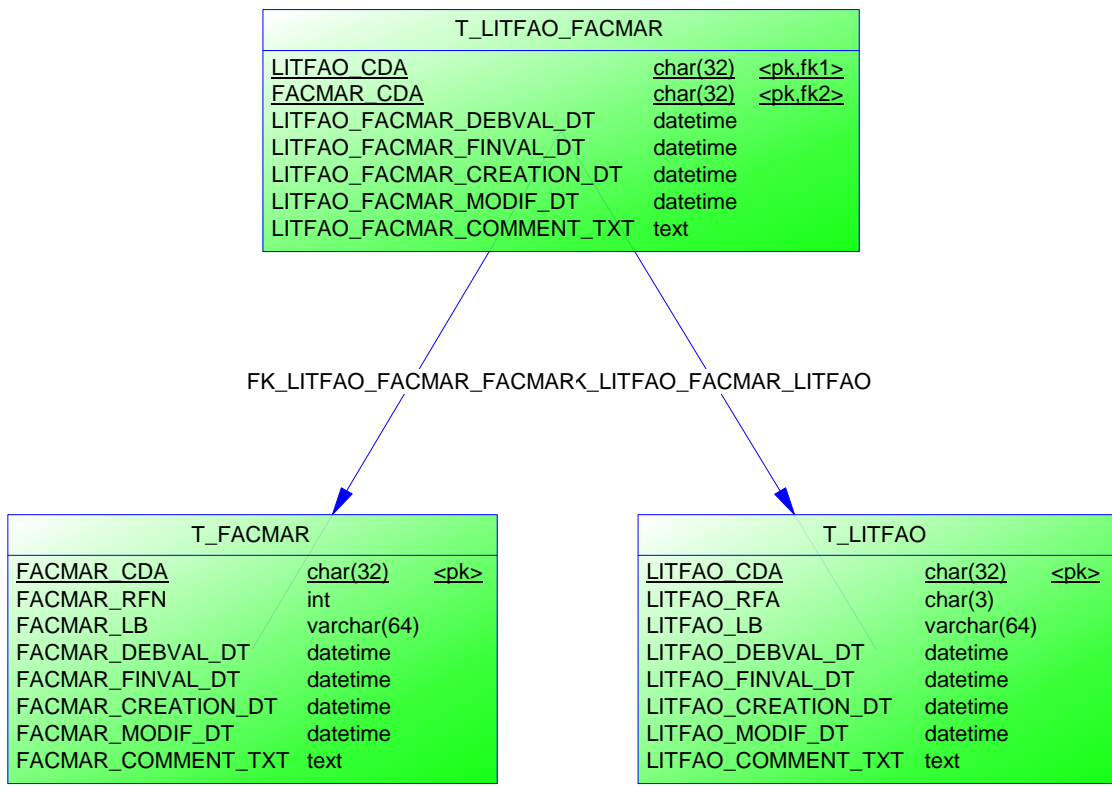 T_LITFAO_FACMAR
LITFAO_CDA char(32) <pk,fk1>
FACMAR_CDA char(32) <pk,fk2>
LITFAO_FACMAR_DEBVAL_DT datetime
LITFAO_FACMAR_FINVAL_DT datetime
LITFAO_FACMAR_CREATION_DT datetime
LITFAO_FACMAR_MODIF_DT datetime
LITFAO_FACMAR_COMMENT_TXT text
FK_LITFAO_FACMAR_FACMAR
_LITFAO_FACMAR_LITFAO
T_FACMAR
FACMAR_CDA char(32) <pk>
FACMAR_RFN int
FACMAR_LB varchar(64)
FACMAR_DEBVAL_DT datetime
FACMAR_FINVAL_DT datetime
FACMAR_CREATION_DT datetime
FACMAR_MODIF_DT datetime
FACMAR_COMMENT_TXT text
T_LITFAO
LITFAO_CDA char(32) <pk>
LITFAO_RFA char(3)
LITFAO_LB varchar(64)
LITFAO_DEBVAL_DT datetime
LITFAO_FINVAL_DT datetime
LITFAO_CREATION_DT datetime
LITFAO_MODIF_DT datetime
LITFAO_COMMENT_TXT text